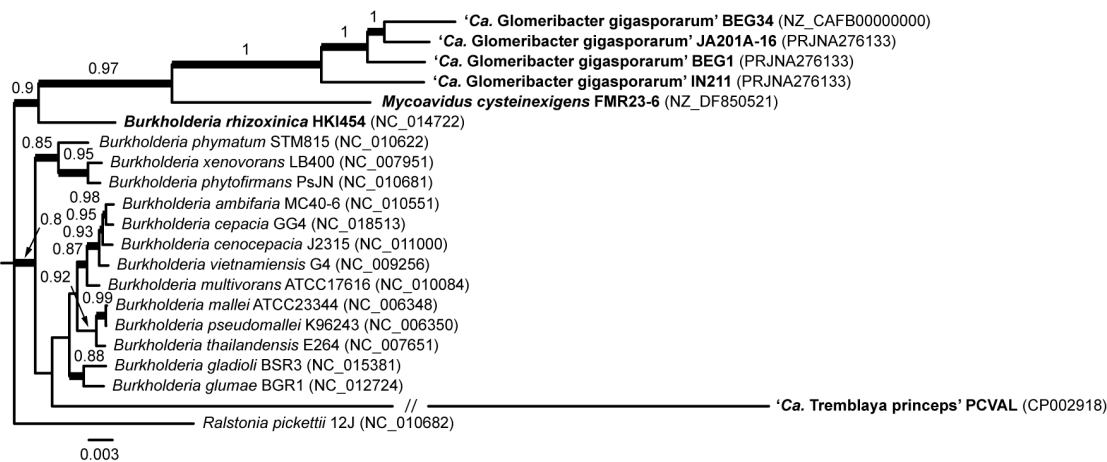 1 'Ca. Glomeribacter gigasporarum' BEG34 (NZ_CAFB00000000)
1 'Ca. Glomeribacter gigasporarum' JA201A-16 (PRJNA276133)
1 'Ca. Glomeribacter gigasporarum' BEG1 (PRJNA276133)
0.97 'Ca. Glomeribacter gigasporarum' IN211 (PRJNA276133)
0.9 Mycoavidus cysteinexigens FMR23-6 (NZ_DF850521)
Burkholderia rhizoxinica HKI454 (NC_014722)
0.85 Burkholderia phymatum STM815 (NC_010622)
0.95 Burkholderia xenovorans LB400 (NC_007951)
Burkholderia phytofirmans PsJN (NC_010681)
0.98 Burkholderia ambifaria MC40-6 (NC_010551)
0.8 0.95 Burkholderia cepacia GG4 (NC_018513)
0.93 Burkholderia cenocepacia J2315 (NC_011000)
0.87 Burkholderia vietnamiensis G4 (NC_009256)
0.92 Burkholderia multivorans ATCC17616 (NC_010084)
0.99 Burkholderia mallei ATCC23344 (NC_006348)
Burkholderia pseudomallei K96243 (NC_006350)
Burkholderia thailandensis E264 (NC_007651)
0.88 Burkholderia gladioli BSR3 (NC_015381)
Burkholderia glumae BGR1 (NC_012724)
// 'Ca. Tremblaya princeps' PCVAL (CP002918)
Ralstonia pickettii 12J (NC_010682)
0.003